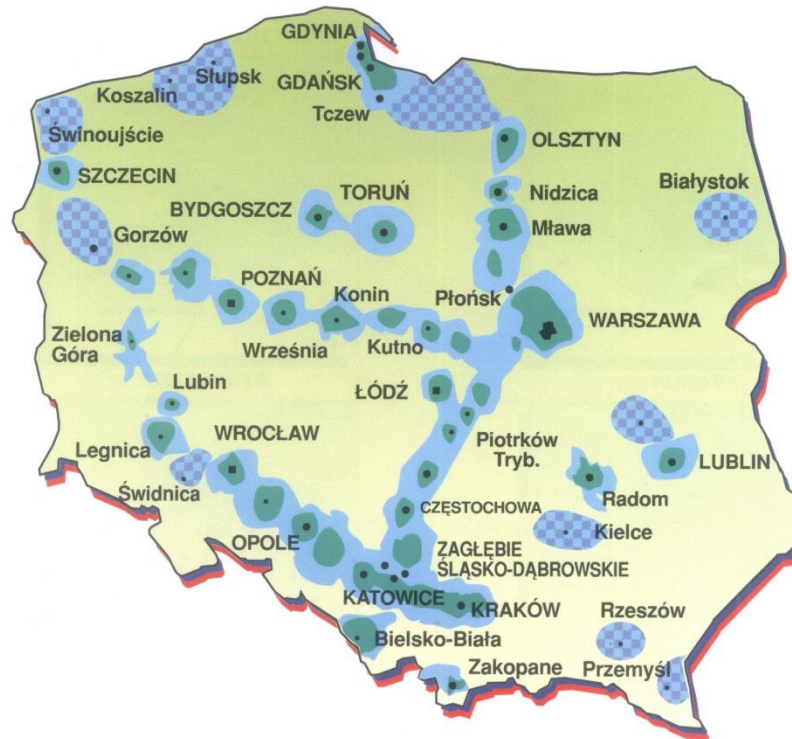 GDYNIA
Słupsk
Koszalin
GDAŃSK
Tczew
Świnoujście
OLSZTYN
SZCZECIN
Białystok
TORUŃ
Nidzica
BYDGOSZCZ
Mława
Gorzów
POZNAŃ
Konin
Płońsk
WARSZAWA
Zielona
Góra
Września
Kutno
Lubin
ŁÓDŹ
Legnica
WROCŁAW
Piotrków
Tryb.
LUBLIN
Świdnica
Radom
CZĘSTOCHOWA
Kielce
OPOLE
ZAGŁĘBIE
ŚLĄSKO-DĄBROWSKIE
KATOWICE
KRAKÓW
Rzeszów
Bielsko-Biała
Zakopane
Przemyśl